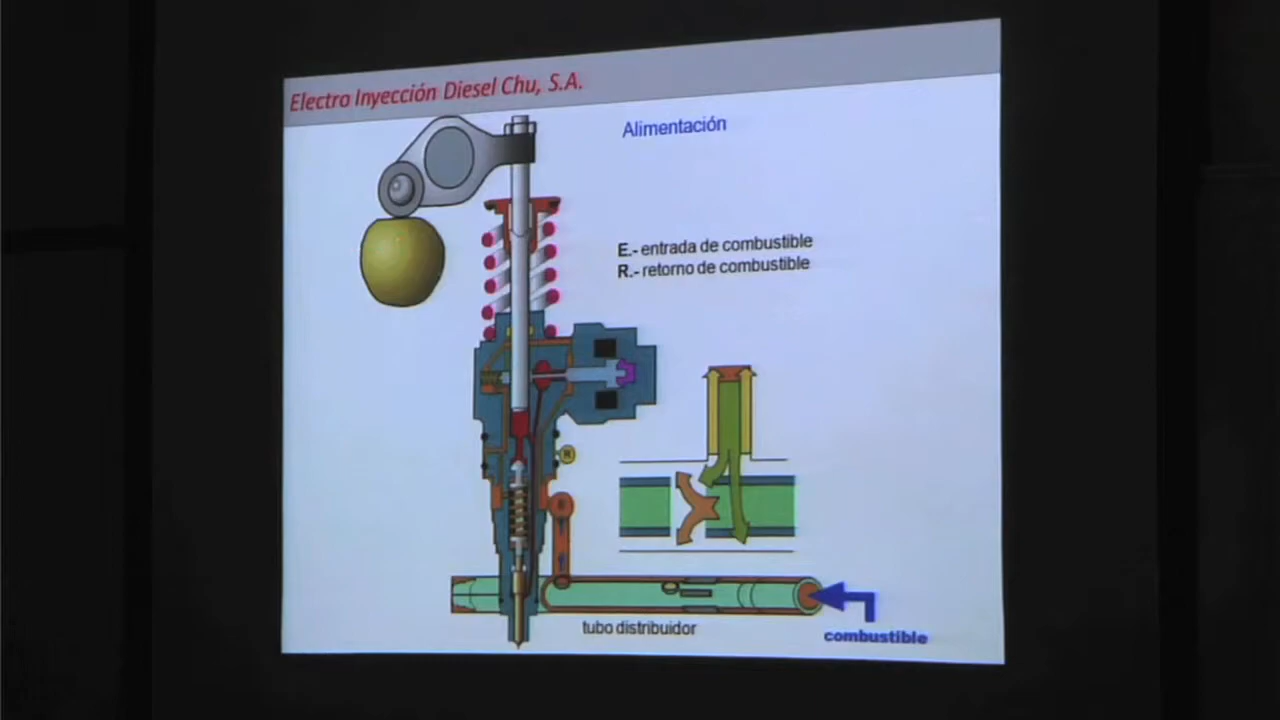 Electro Inyección Diesel Chu, S.A.
Alimentación
E.- entrada de combustible
R.- retorno de combustible
R
tubo distribuidor
combustible